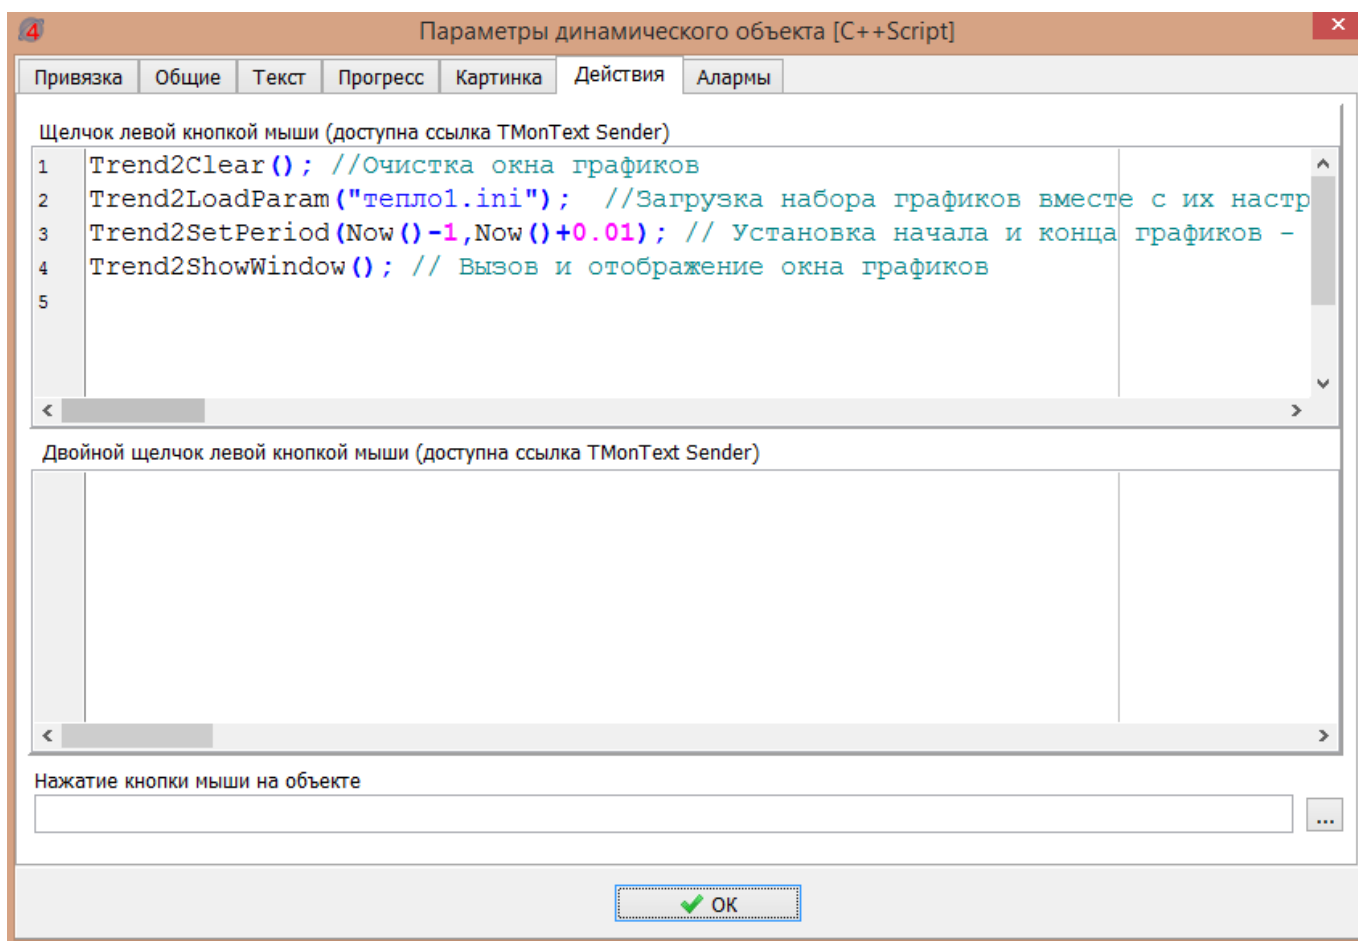 4
Параметры динамического объекта [C++Script]
Привязка Общие Текст Прогресс Картинка Действия Алармы
Щелчок левой кнопкой мыши (доступна ссылка TMonText Sender)
1 Trend2Clear(); //Очистка окна графиков
2 Trend2LoadParam("тепло1.ini"); //Загрузка набора графиков вместе с их настр
3 Trend2SetPeriod(Now()-1,Now()+0.01); // Установка начала и конца графиков -
4 Trend2ShowWindow(); // Вызов и отображение окна графиков
5
Двойной щелчок левой кнопкой мыши (доступна ссылка TMonText Sender)
Нажатие кнопки мыши на объекте
...
ОК